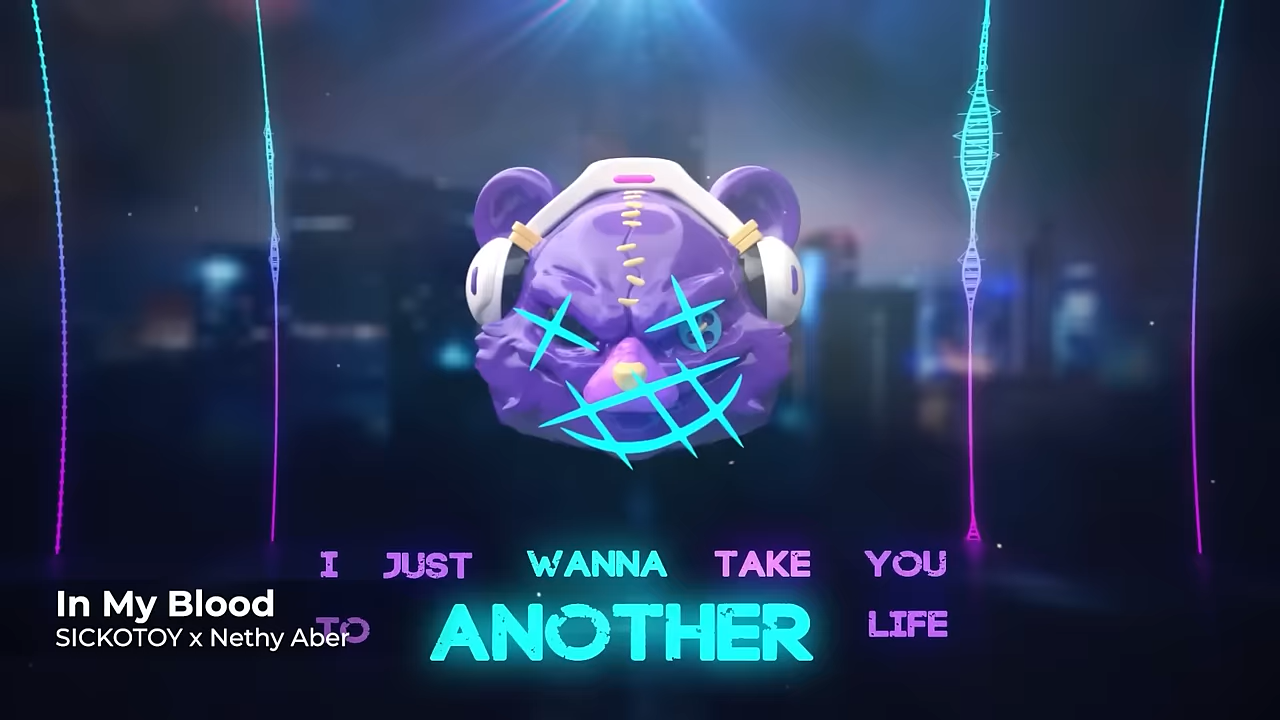 I JUST WANNA TAKE YOU
TO ANOTHER LIFE
In My Blood
SICKOTOY x Nethy Aber